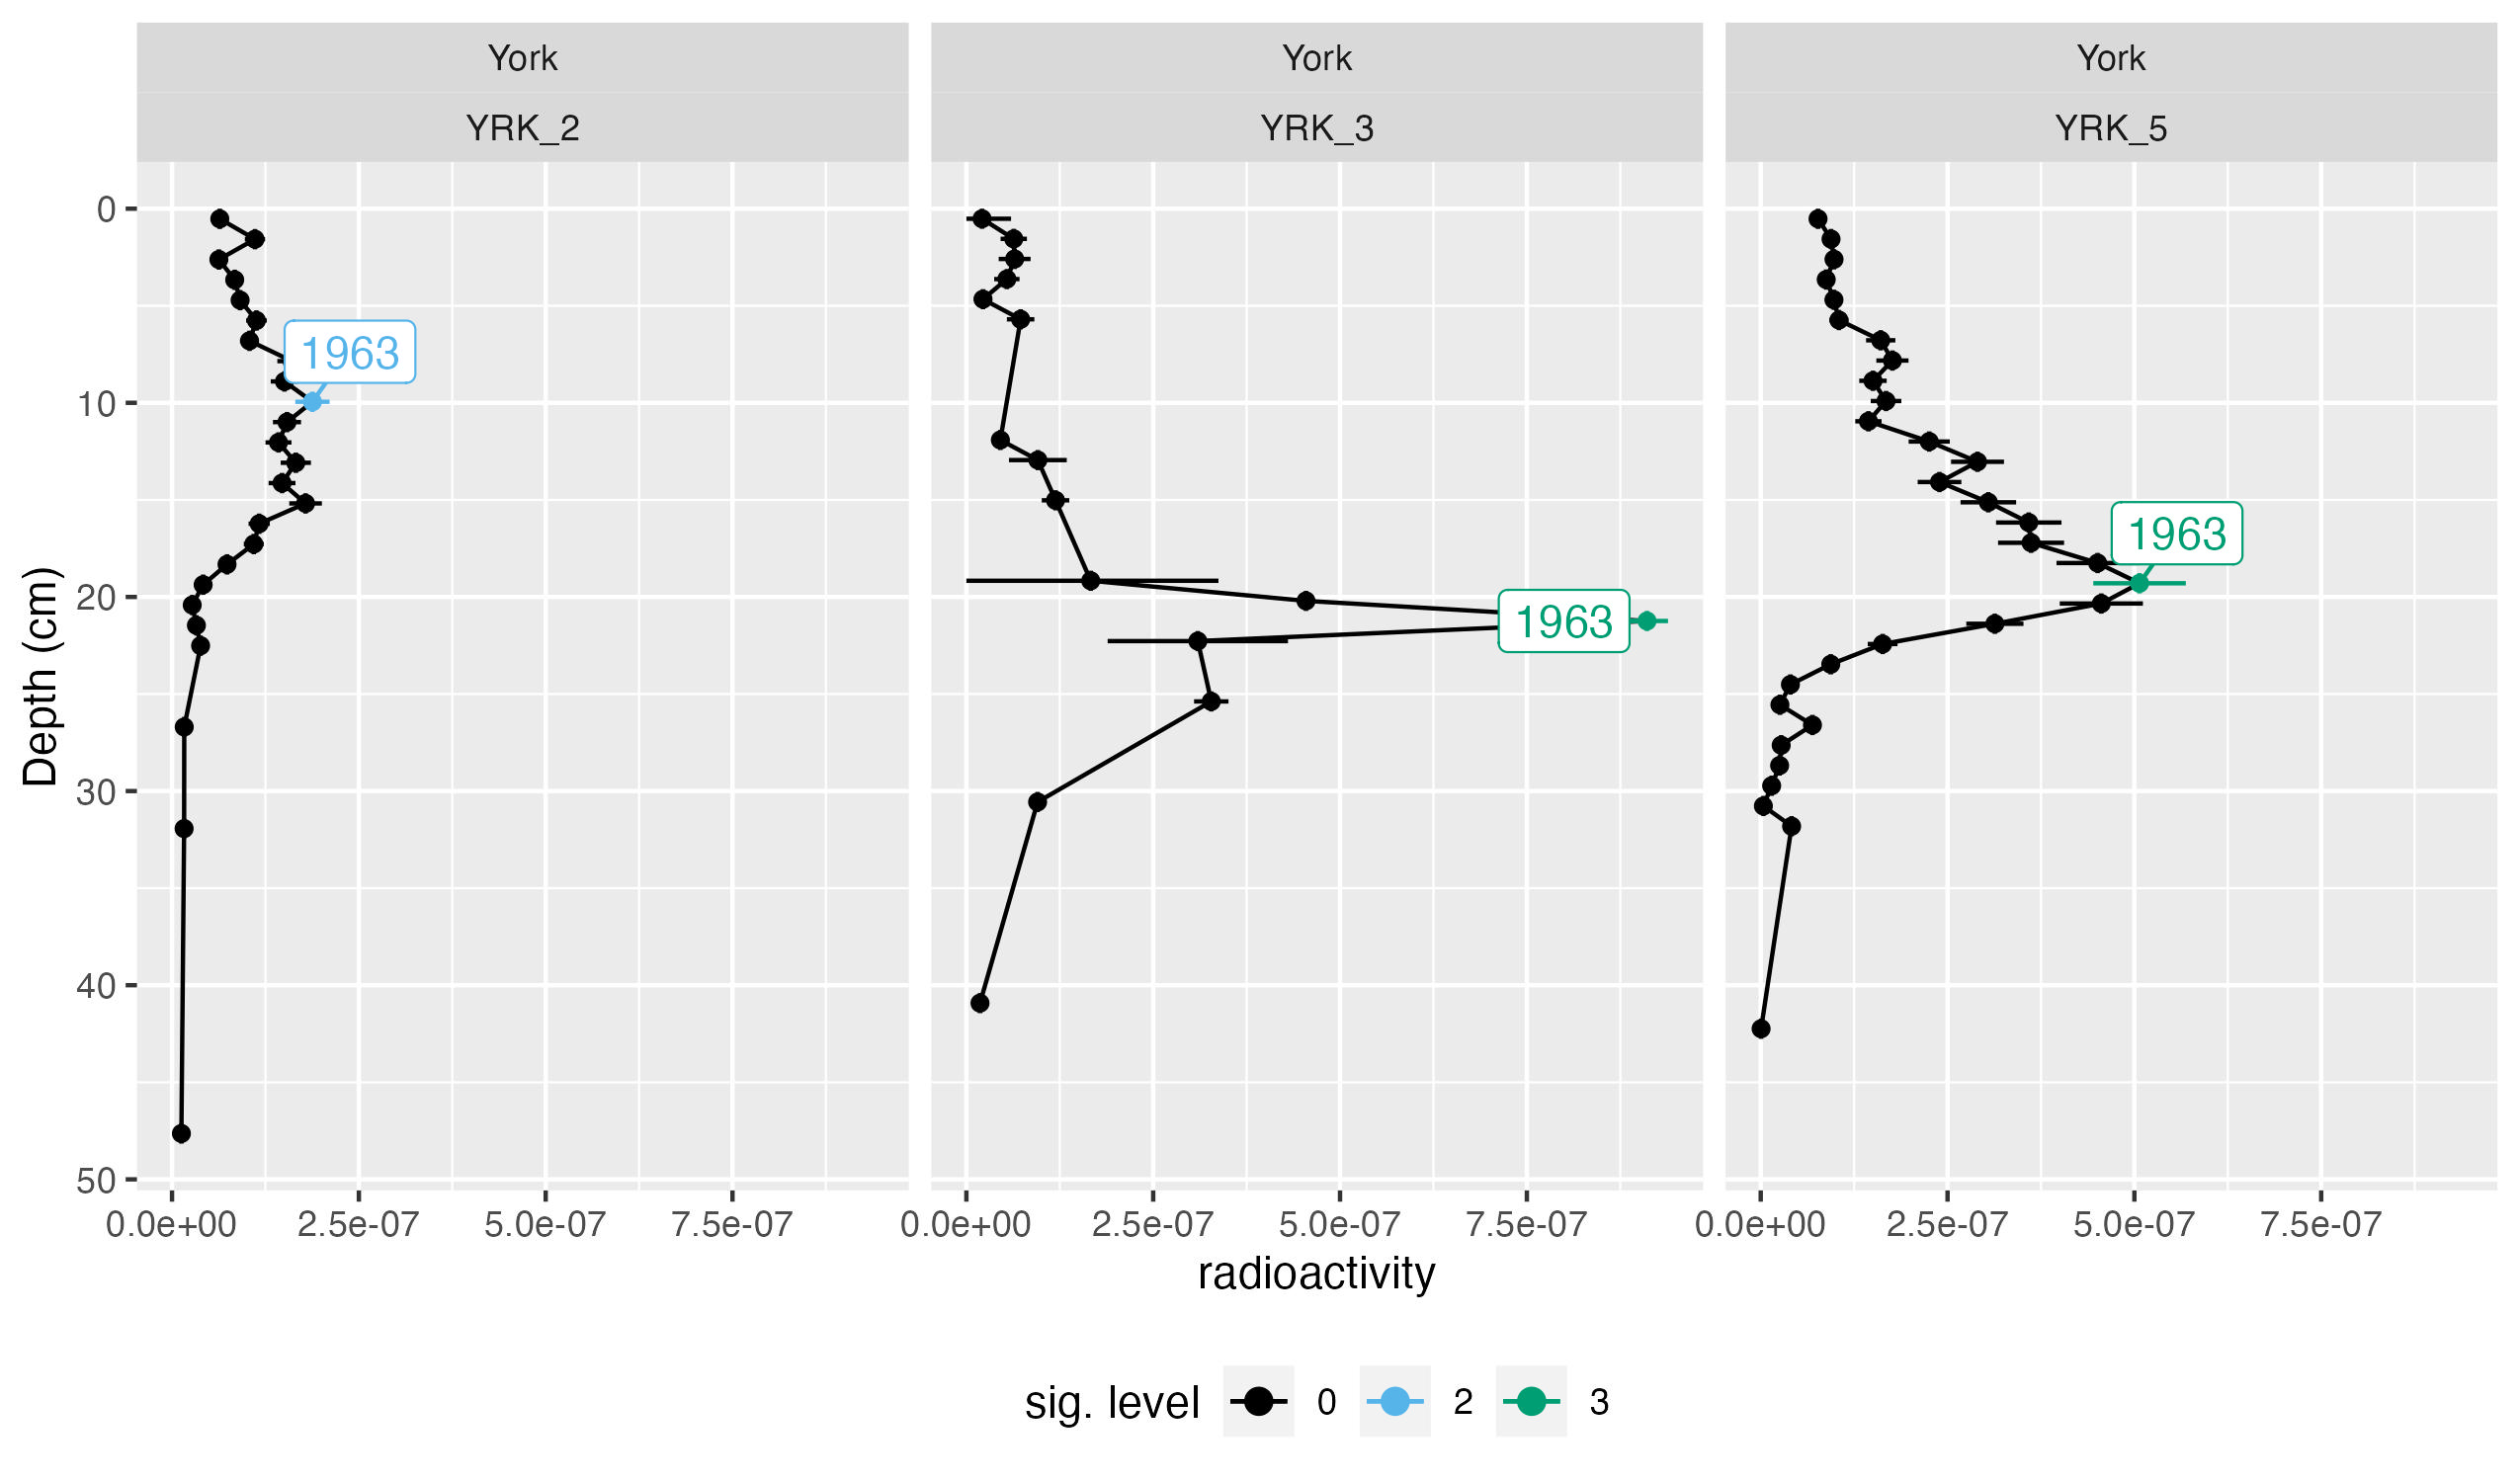 York York York
YRK_2 YRK_3 YRK_5
0
10
20
30
40
50
Depth (cm)
1963
1963
1963
0.0e+00 2.5e-07 5.0e-07 7.5e-07 0.0e+00 2.5e-07 5.0e-07 7.5e-07 0.0e+00 2.5e-07 5.0e-07 7.5e-07
radioactivity
sig. level 0 2 3